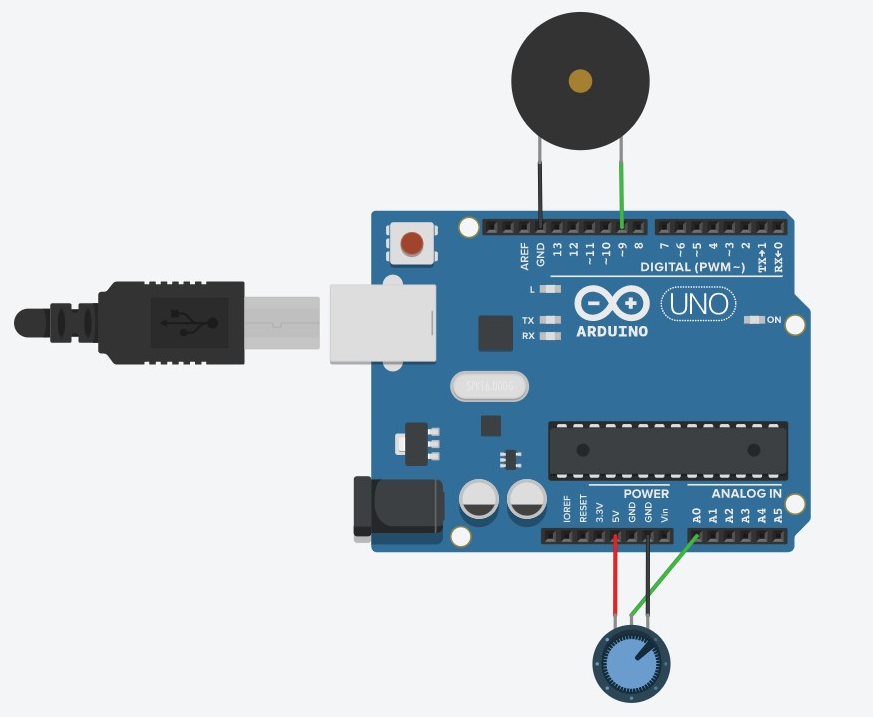 AREF
GND
13
12
~11
~10
~9
8
7
~6
~5
4
~3
2
TX→1
RX←0
DIGITAL (PWM~)
L
TX
RX
ARDUINO
UNO
ON
POWER
ANALOG IN
IOREF
RESET
3.3V
5V
GND
GND
Vin
A0
A1
A2
A3
A4
A5